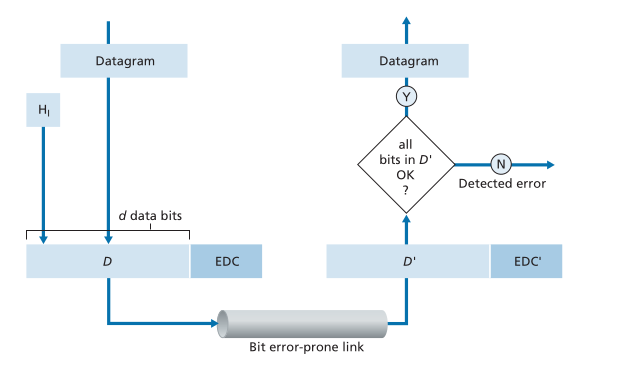 Datagram
Datagram
Y
H_l
all
bits in D'
OK
?
N
Detected error
d data bits
D
EDC
D'
EDC'
Bit error-prone link